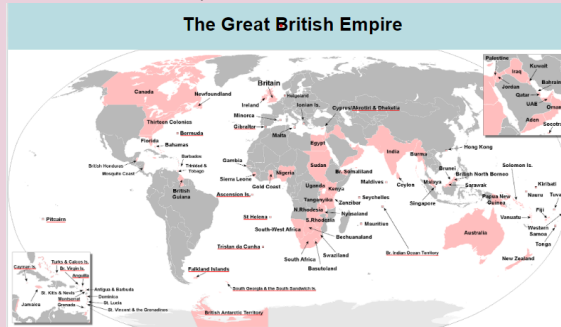 The Great British Empire
Palestine
Kuwait
Iraq
Bahrain
Jordan
Qatar
UAE
Oman
Aden
Socotra
Canada
Newfoundland
Britain
Heligoland
Ireland
Ionian Is.
Minorca
Cyprus/Akrotiri & Dhekelia
Gibraltar
Malta
Thirteen Colonies
Bermuda
Florida
Bahamas
Egypt
India
Burma
Hong Kong
British Honduras
Mosquito Coast
Barbados
Trinidad &
Tobago
Gambia
Sudan
Br. Somaliland
Brunei
British North Borneo
Solomon Is.
Sierra Leone
Nigeria
Gold Coast
Uganda
Kenya
Maldives
Ceylon
Malaya
Sarawak
Kiribati
British
Guiana
Ascension Is.
Tanganyika
Zanzibar
Seychelles
Singapore
Papua New
Guinea
Nauru
Tuva
Pitcairn
St Helena
N.Rhodesia
Nyasaland
S.Rhodesia
Mauritius
Vanuatu
Fiji
South-West Africa
Bechuanaland
Australia
Western
Samoa
Tonga
Tristan da Cunha
Br. Indian Ocean Territory
South Africa
Swaziland
Basutoland
New Zealand
Falkland Islands
South Georgia & the South Sandwich Is.
British Antarctic Territory
Turks & Caicos Is.
Cayman Is.
Br. Virgin Is.
Anguilla
Jamaica
St. Kitts & Nevis
Antigua & Barbuda
Montserrat
Dominica
Grenada
St. Lucia
St. Vincent & the Grenadines